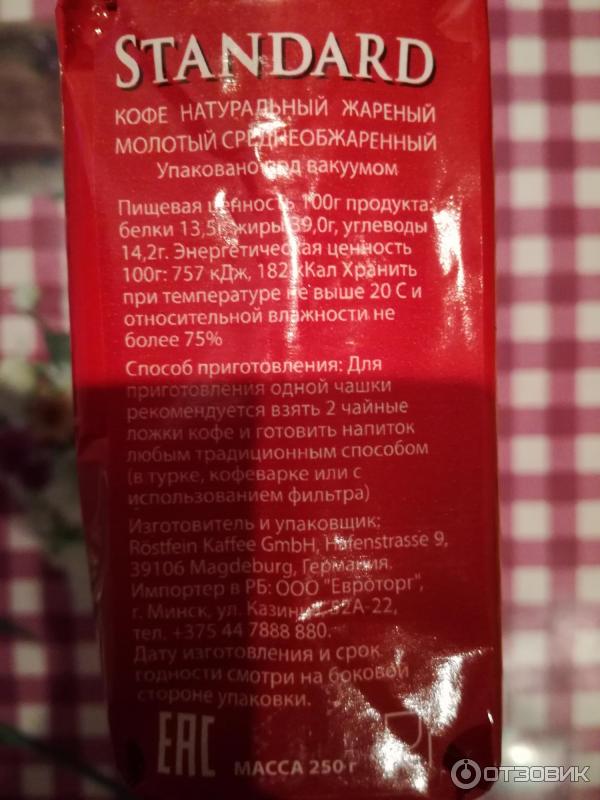 STANDARD
КОФЕ НАТУРАЛЬНЫЙ ЖАРЕНЫЙ
МОЛОТЫЙ СРЕДНЕОБЖАРЕННЫЙ
Упаковано под вакуумом
Пищевая ценность 100г продукта:
белки 13,5г, жиры 39,0г, углеводы
14,2г. Энергетическая ценность
100г: 757 кДж, 182 кКал Хранить
при температуре не выше 20 С и
относительной влажности не
более 75%
Способ приготовления: Для
приготовления одной чашки
рекомендуется взять 2 чайные
ложки кофе и готовить напиток
любым традиционным способом
(в турке, кофеварке или с
использованием фильтра)
Изготовитель и упаковщик:
Röstfein Kaffee GmbH, Hafenstrasse 9,
39106 Magdeburg, Германия.
Импортер в РБ: ООО "Евроторг",
г. Минск, ул. Казинца, 52А-22,
тел. +375 44 7888 880.
Дату изготовления и срок
годности смотри на боковой
стороне упаковки.
EAC
МАССА 250 г
ОТЗОВИК